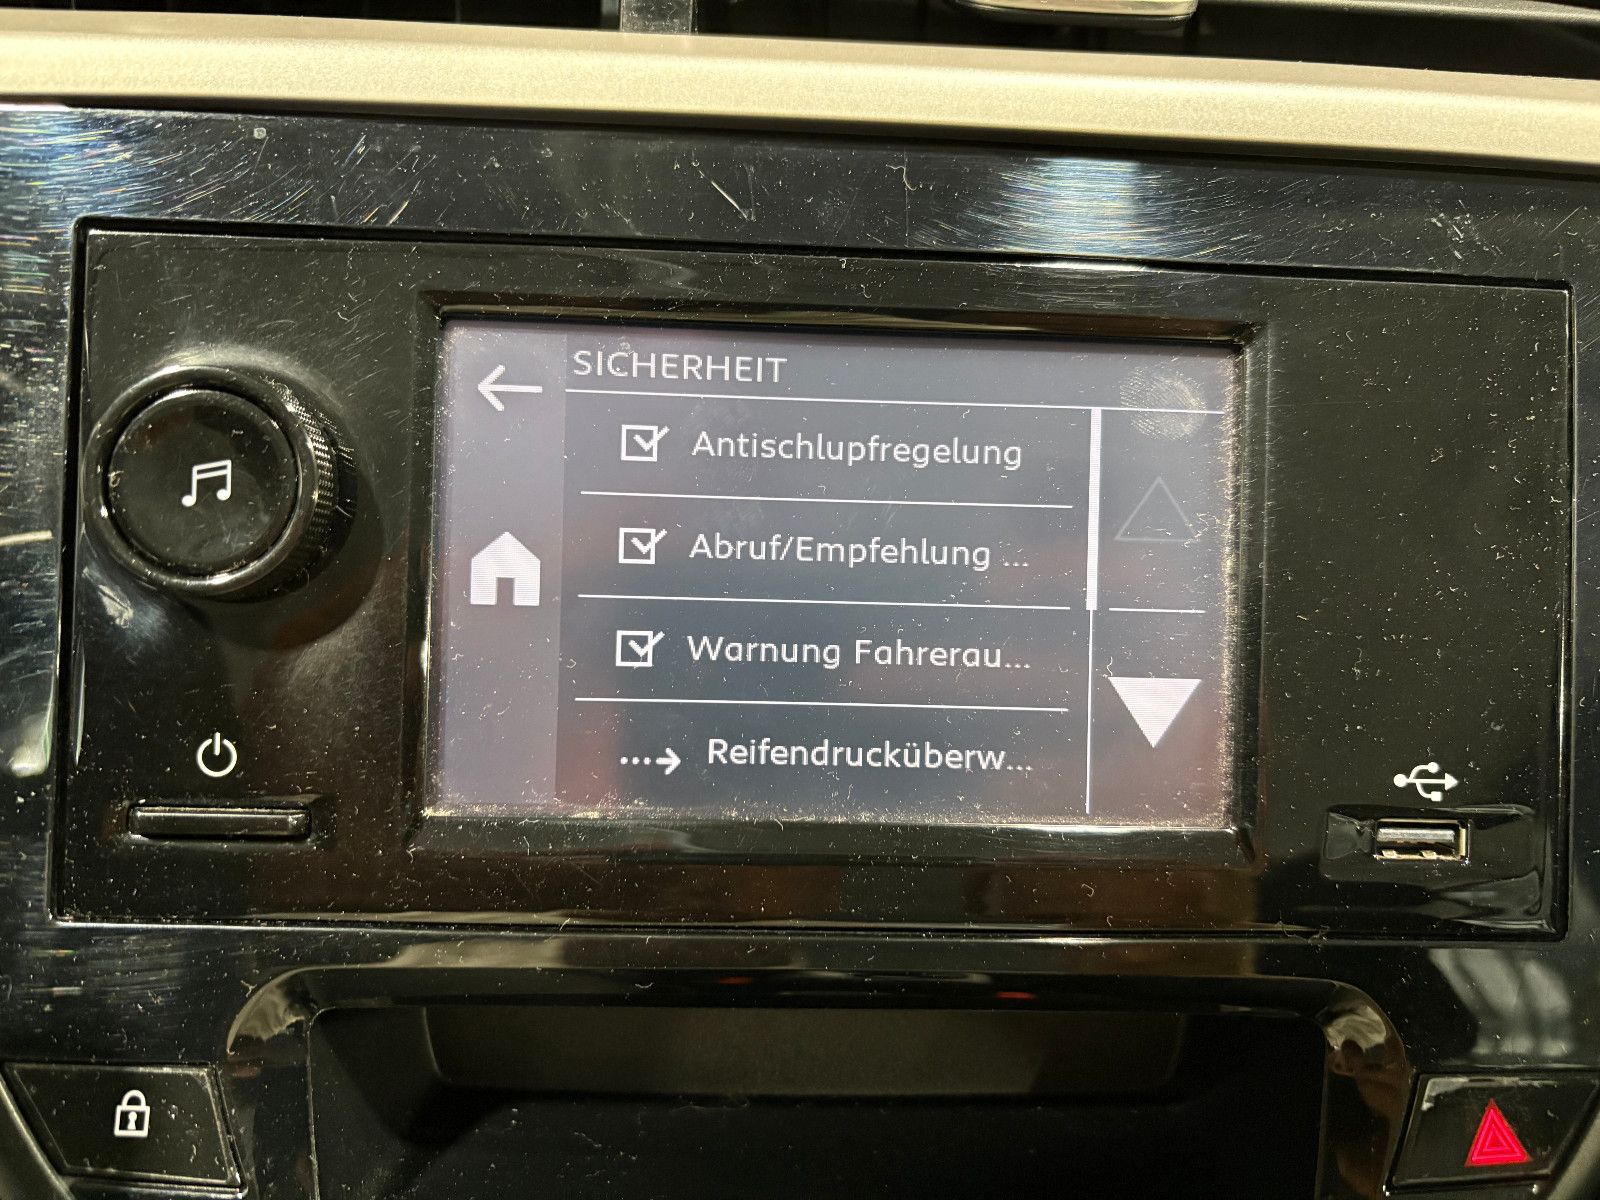 SICHERHEIT
Antischlupfregelung
Abruf/Empfehlung ...
Warnung Fahrerau...
Reifendrucküberw...